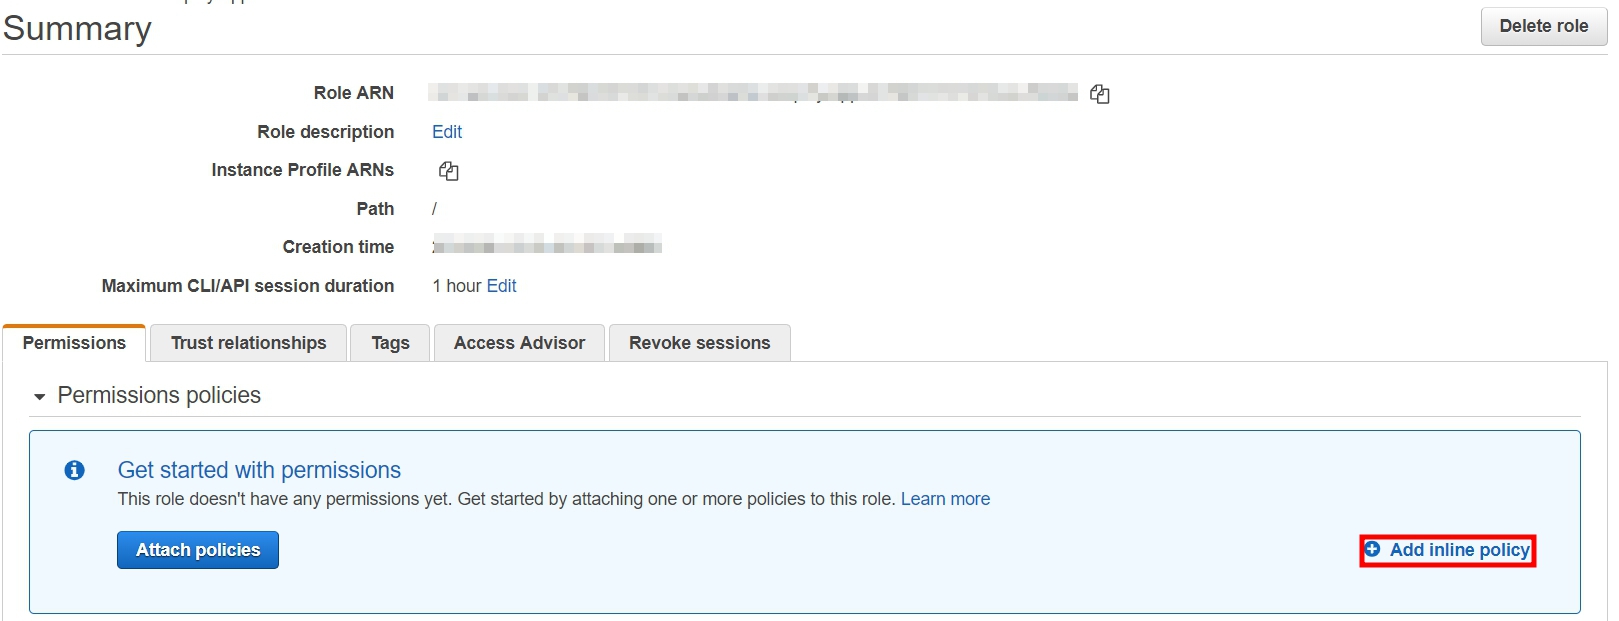 Summary
Delete role
Role ARN
Role description Edit
Instance Profile ARNs
Path /
Creation time
Maximum CLI/API session duration 1 hour Edit
Permissions Trust relationships Tags Access Advisor Revoke sessions
Permissions policies
Get started with permissions
This role doesn't have any permissions yet. Get started by attaching one or more policies to this role. Learn more
Attach policies
Add inline policy